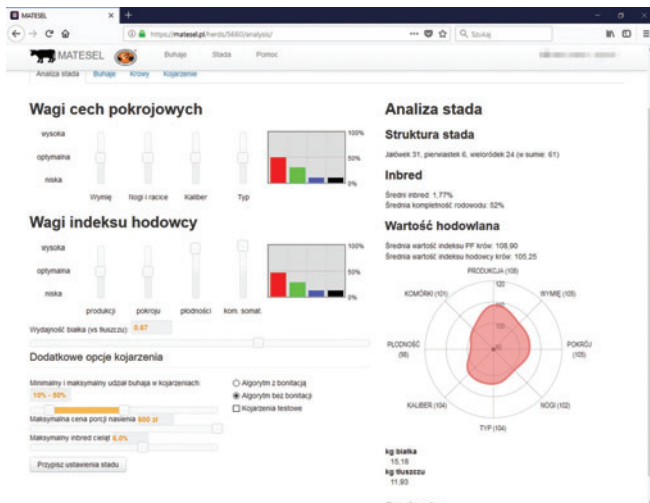 MATESEL
https://matesel.pl/herds/5660/analysis/
Szukaj
MATESEL
Buhaje Stada Pomoc
Analiza stada Buhaje Krowy Kojarzenie
Wagi cech pokrojowych
wysoka
optymalna
niska
100%
50%
0%
Wymię Nogi i racice Kaliber Typ
Wagi indeksu hodowcy
wysoka
optymalna
niska
100%
50%
0%
produkcji pokroju płodności kom. somat.
Wydajność białka (vs tłuszczu): 0.67
Dodatkowe opcje kojarzenia
Minimalny i maksymalny udział buhaja w kojarzeniach:
10% - 50%
Algorytm z bonitacją
Algorytm bez bonitacji
Kojarzenia testowe
Maksymalna cena porcji nasienia 600 zł
Maksymalny inbred cieląt 6.0%
Przypisz ustawienia stadu
Analiza stada
Struktura stada
Jałówek 31, pierwiastek 6, wieloródek 24 (w sumie: 61)
Inbred
Średni inbred: 1,77%
Średnia kompletność rodowodu: 52%
Wartość hodowlana
Średnia wartość indeksu PF krów: 108,90
Średnia wartość indeksu hodowcy krów: 105,25
PRODUKCJA (108)
120
KOMÓRKI (101)
WYMIĘ (105)
PŁODNOŚĆ
(98)
POKRÓJ
(105)
KALIBER (104)
NOGI (102)
TYP (104)
kg białka
15,18
kg tłuszczu
11,93